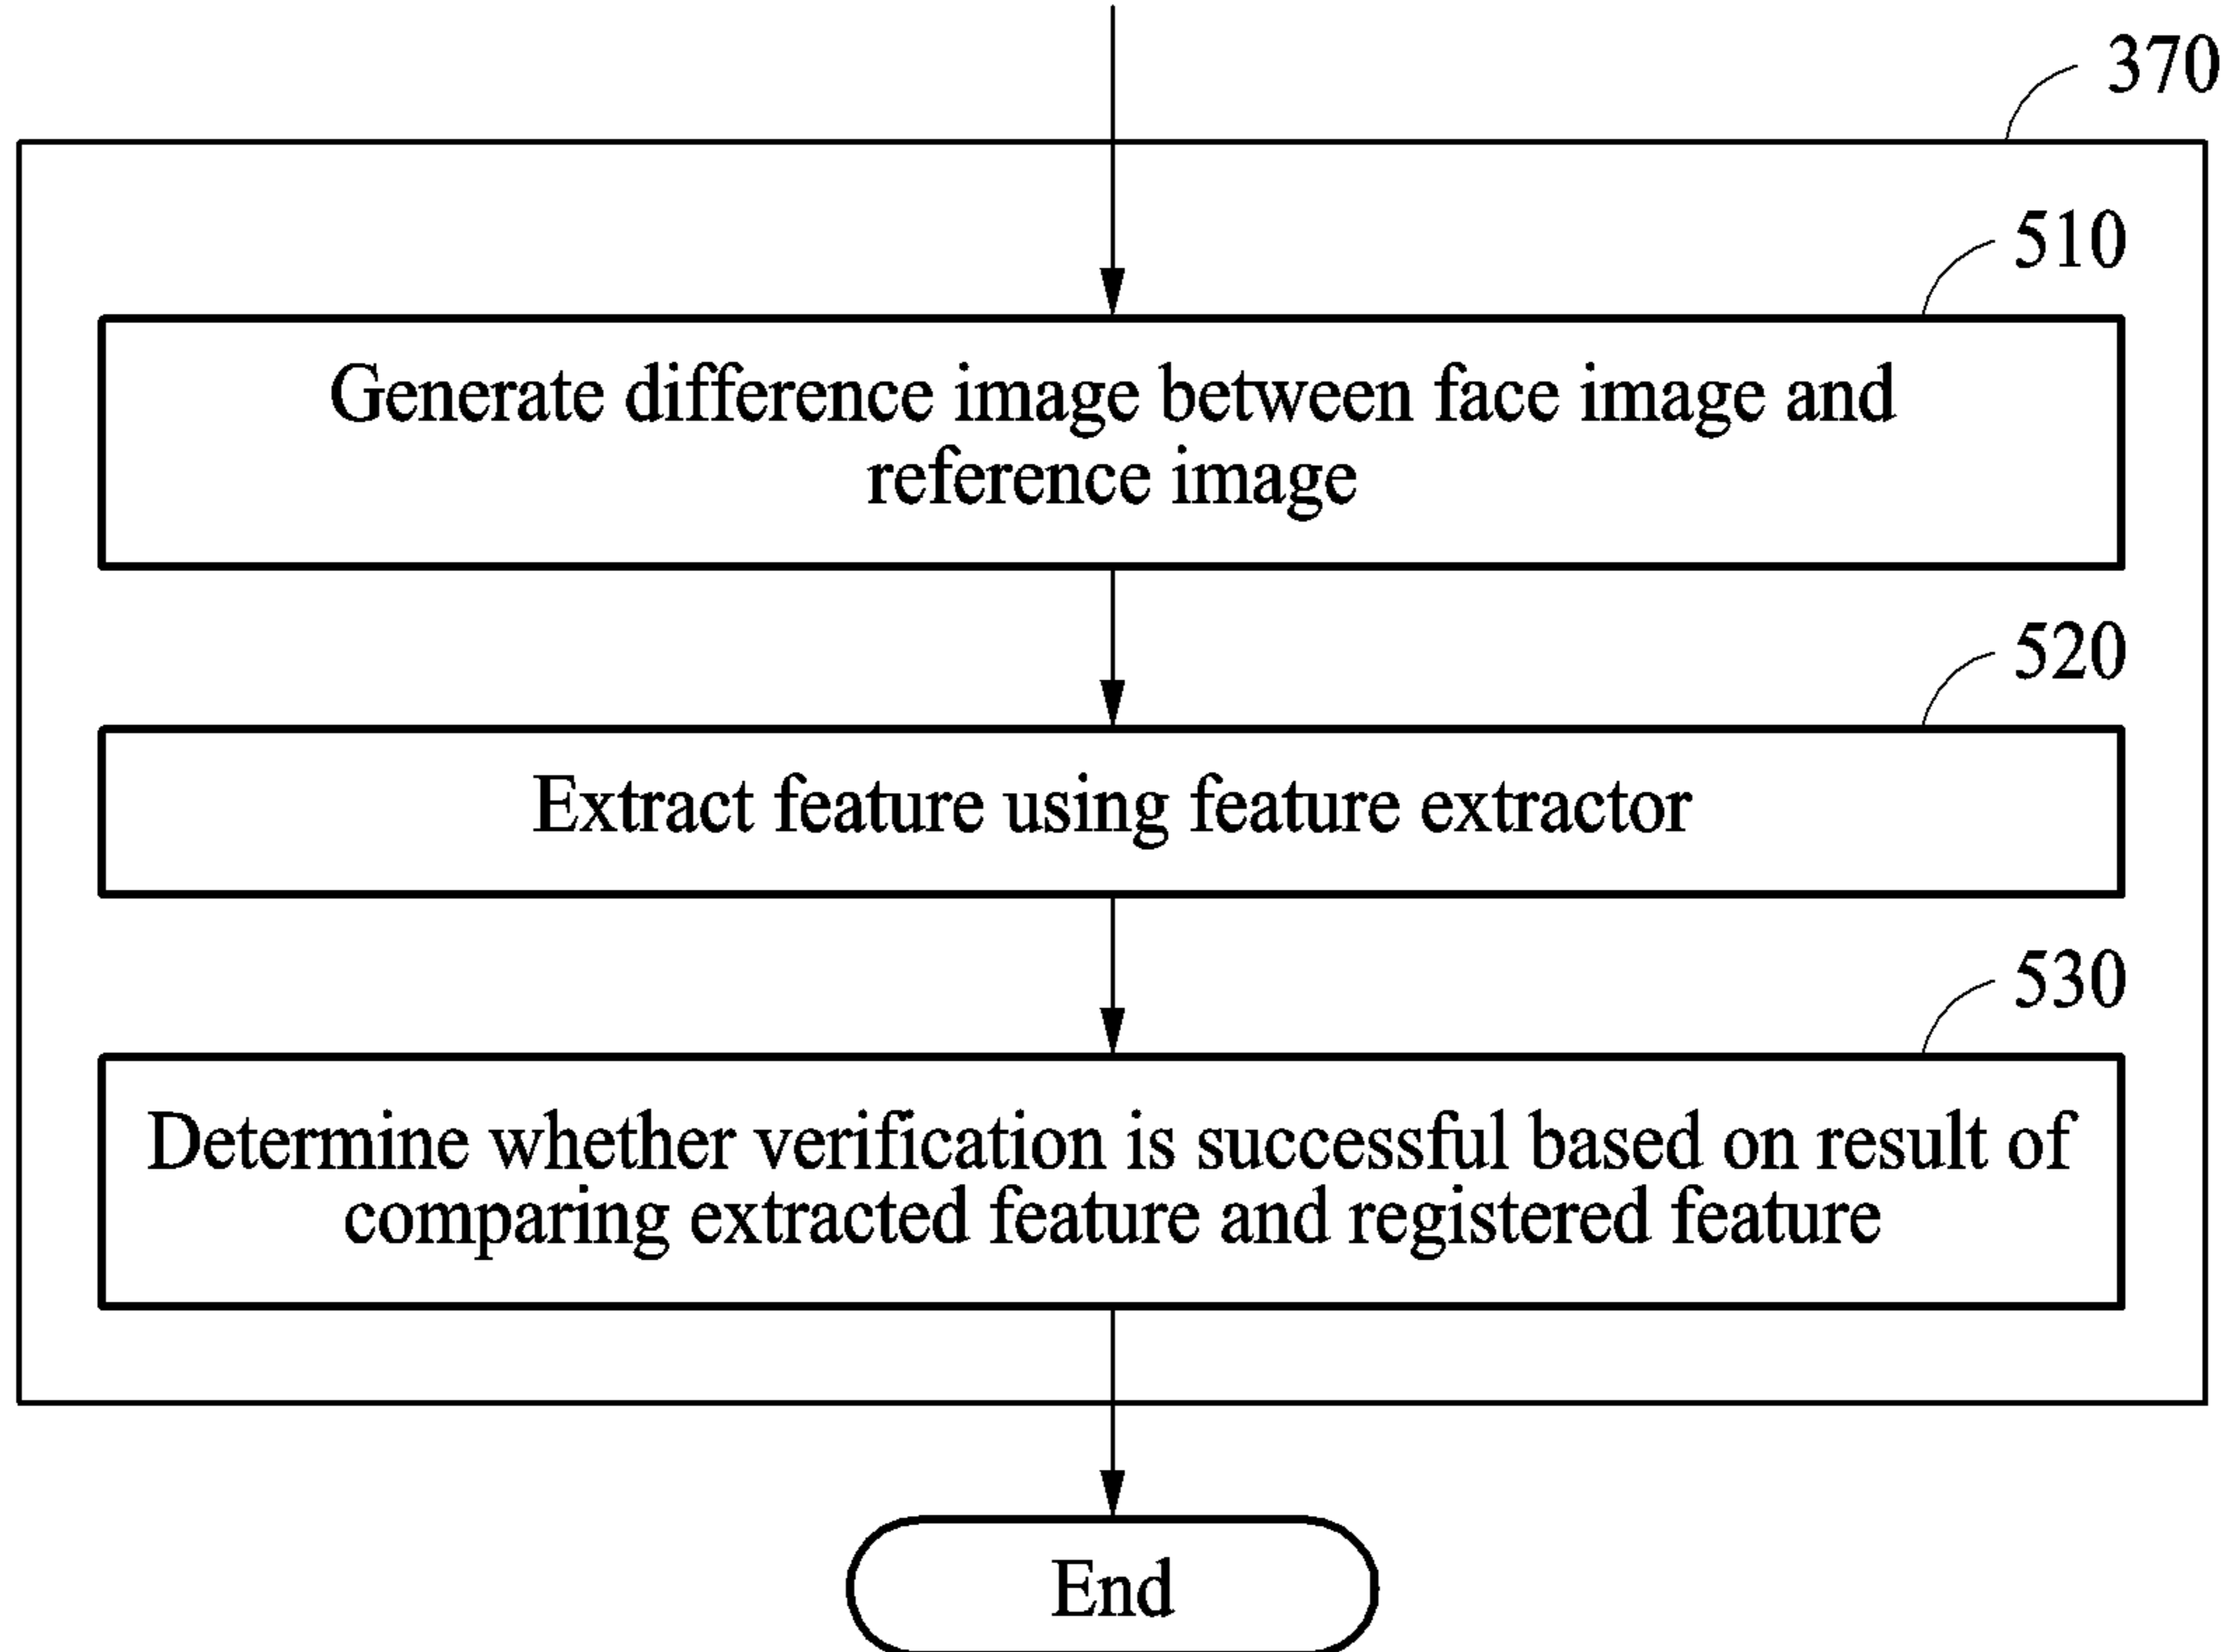 370
510
Generate difference image between face image and
reference image
520
Extract feature using feature extractor
530
Determine whether verification is successful based on result of
comparing extracted feature and registered feature
End